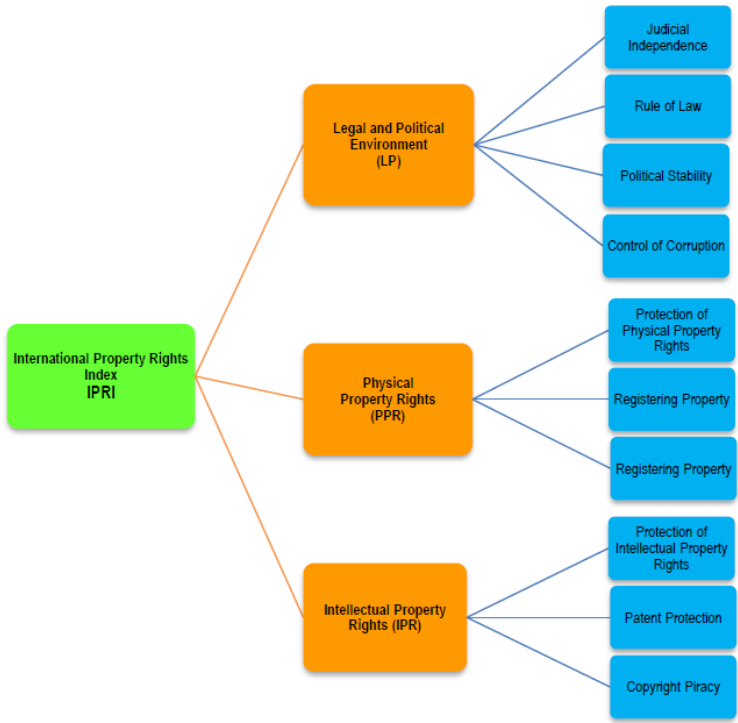 Judicial
Independence
Legal and Political
Environment
(LP)
Rule of Law
Political Stability
Control of Corruption
International Property Rights
Index
IPRI
Physical
Property Rights
(PPR)
Protection of
Physical Property
Rights
Registering Property
Registering Property
Intellectual Property
Rights (IPR)
Protection of
Intellectual Property
Rights
Patent Protection
Copyright Piracy